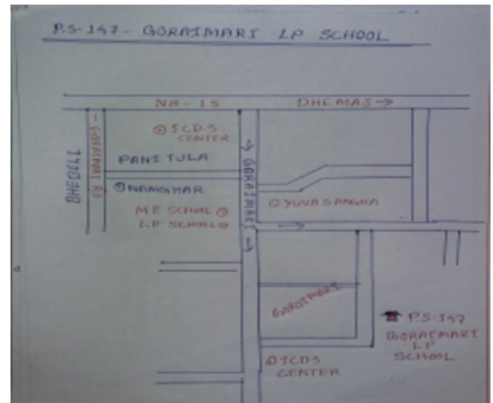 P.S-147- GORAIMARI LP SCHOOL
NH-15 DHEMAJI→
ICDS CENTER
GORAIMARI RD
PANITULA
GORAIMARI
NAMGHAR
YUVA SANGHA
M E SCHOOL
LP SCHOOL
GORAIMARI
P.S-147
GORAIMARI
LP
SCHOOL
ICDS
CENTER